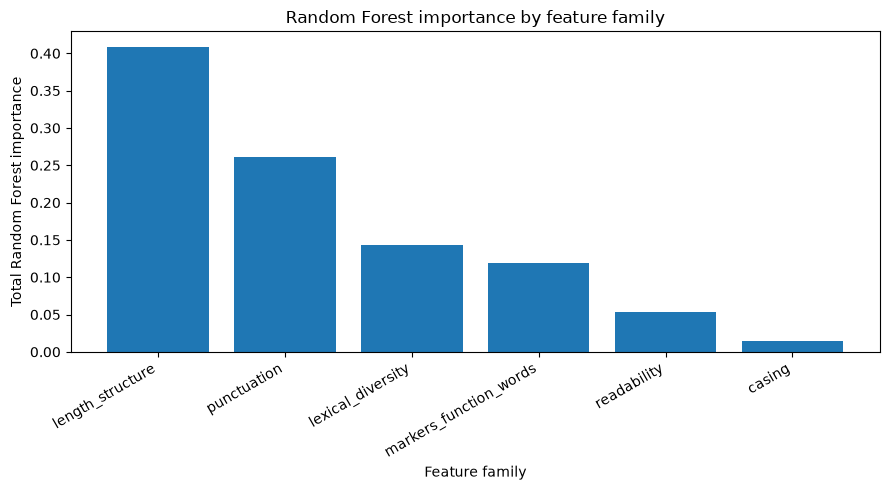 Random Forest importance by feature family
Total Random Forest importance
0.40
0.35
0.30
0.25
0.20
0.15
0.10
0.05
0.00
length_structure
punctuation
lexical_diversity
markers_function_words
readability
casing
Feature family